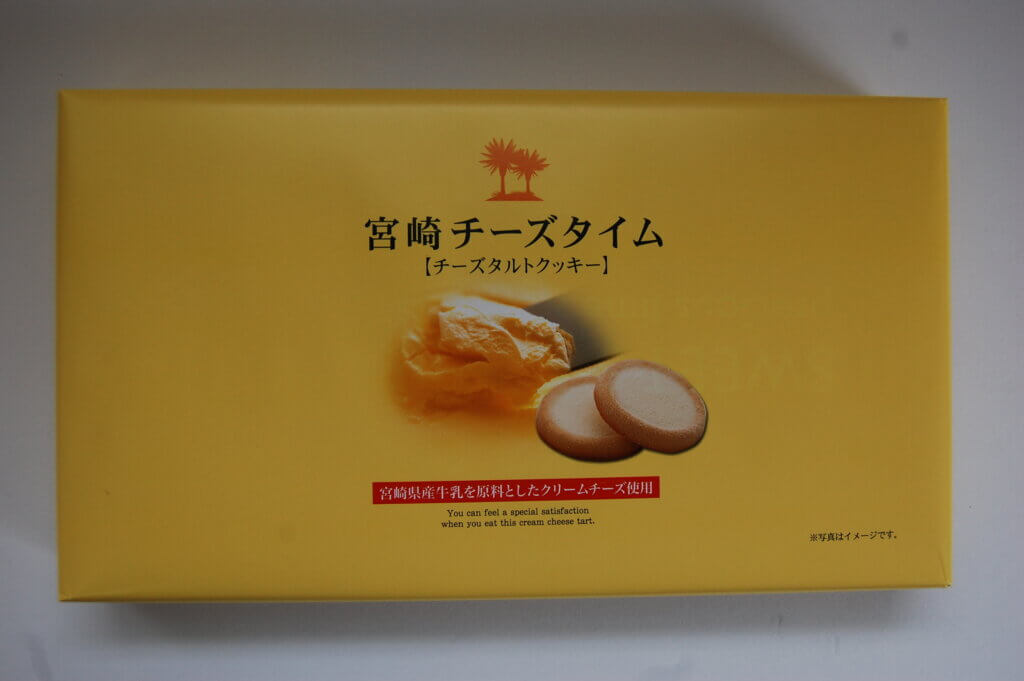 宮崎チーズタイム
【チーズタルトクッキー】
宮崎県産牛乳を原料としたクリームチーズ使用
You can feel a special satisfaction
when you eat this cream cheese tart.
※写真はイメージです。